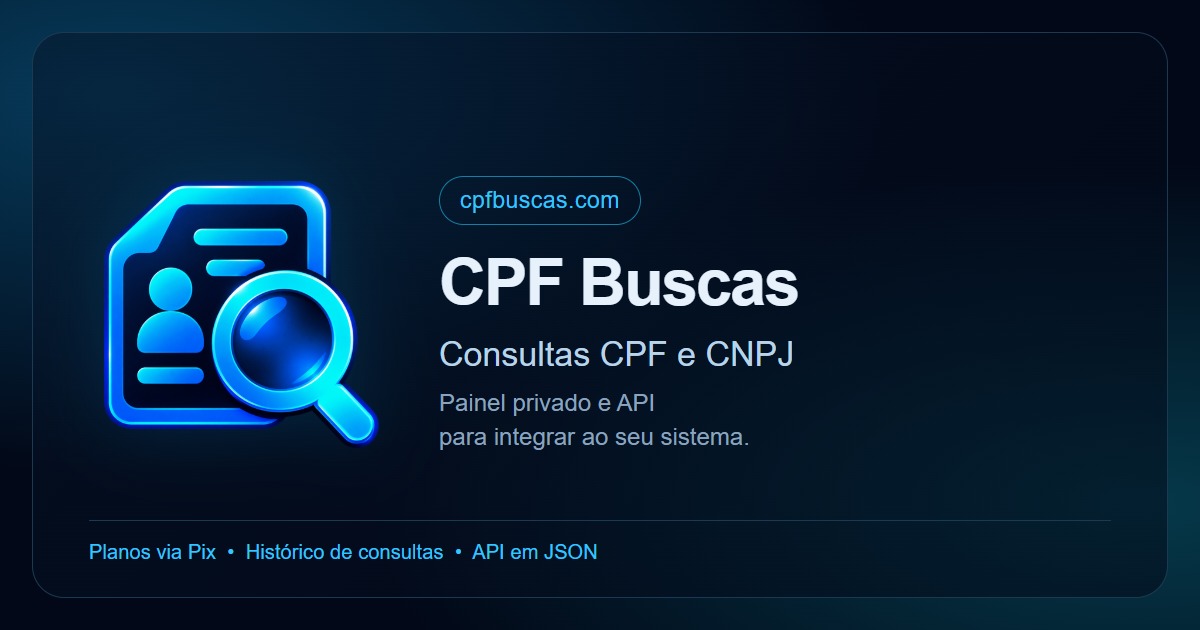 cpfbuscas.com
CPF Buscas
Consultas CPF e CNPJ
Painel privado e API
para integrar ao seu sistema.
Planos via Pix • Histórico de consultas • API em JSON